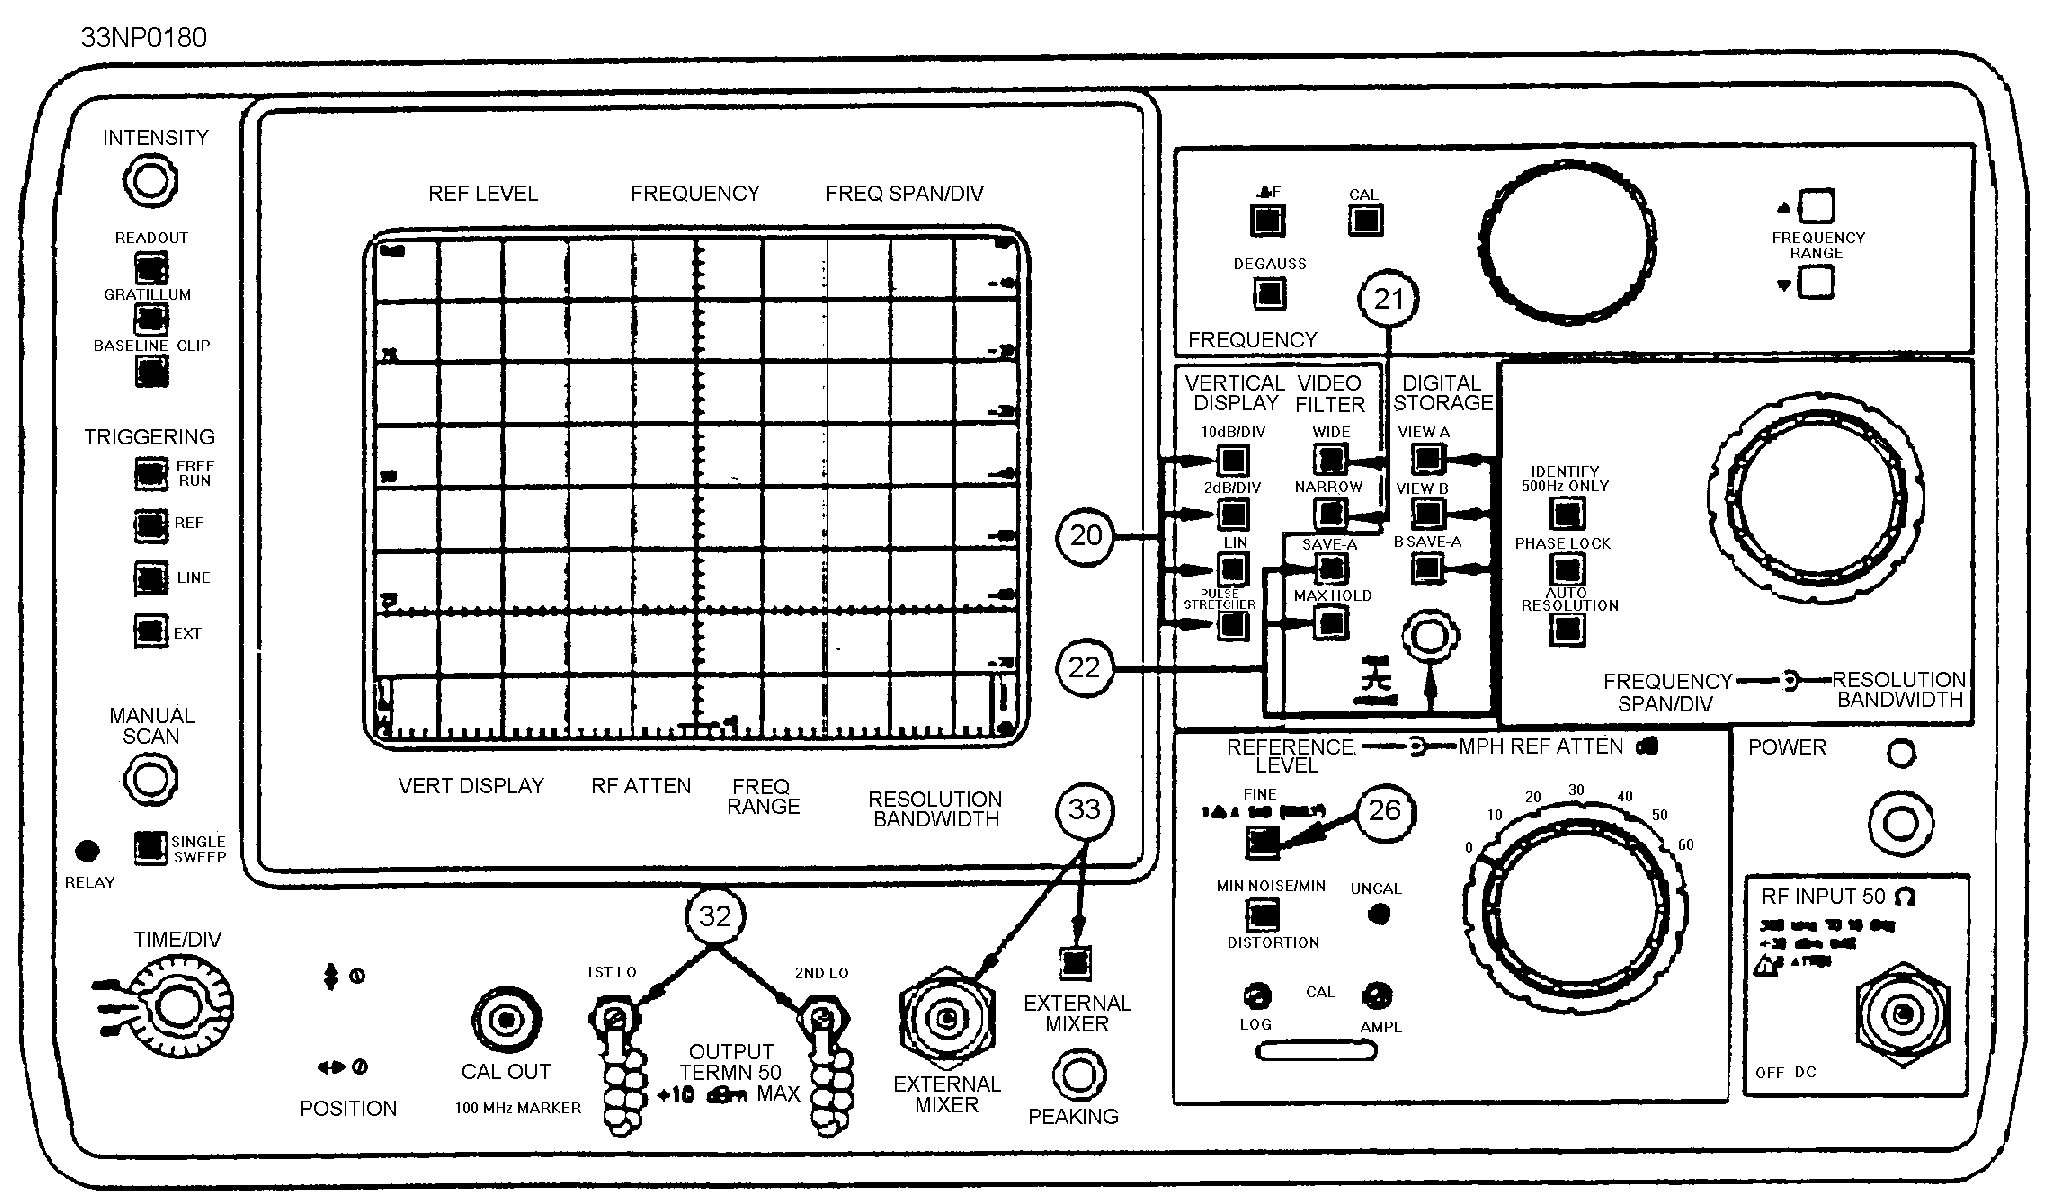 33NP0180
INTENSITY
READOUT
GRATILLUM
BASELINE CLIP
TRIGGERING
FREE
RUN
REF
LINE
EXT
MANUAL
SCAN
SINGLE
SWEEP
RELAY
TIME/DIV
POSITION
REF LEVEL
FREQUENCY
FREQ SPAN/DIV
VERT DISPLAY
RF ATTEN
FREQ
RANGE
RESOLUTION
BANDWIDTH
CAL OUT
100 MHz MARKER
32
1ST LO
2ND LO
OUTPUT
TERMN 50
+10 dBm MAX
33
EXTERNAL
MIXER
EXTERNAL
MIXER
PEAKING
ΔF
CAL
DEGAUSS
FREQUENCY
FREQUENCY
RANGE
21
20
22
VERTICAL
DISPLAY
10dB/DIV
2dB/DIV
LIN
PULSE
STRETCHER
VIDEO
FILTER
WIDE
NARROW
SAVE-A
MAX HOLD
DIGITAL
STORAGE
VIEW A
VIEW B
B SAVE-A
IDENTIFY
500Hz ONLY
PHASE LOCK
AUTO
RESOLUTION
FREQUENCY
SPAN/DIV
RESOLUTION
BANDWIDTH
REFERENCE
LEVEL
MPH REF ATTEN
FINE
26
MIN NOISE/MIN
DISTORTION
UNCAL
CAL
LOG
AMPL
0
10
20
30
40
50
60
POWER
RF INPUT 50 Ω
OFF DC